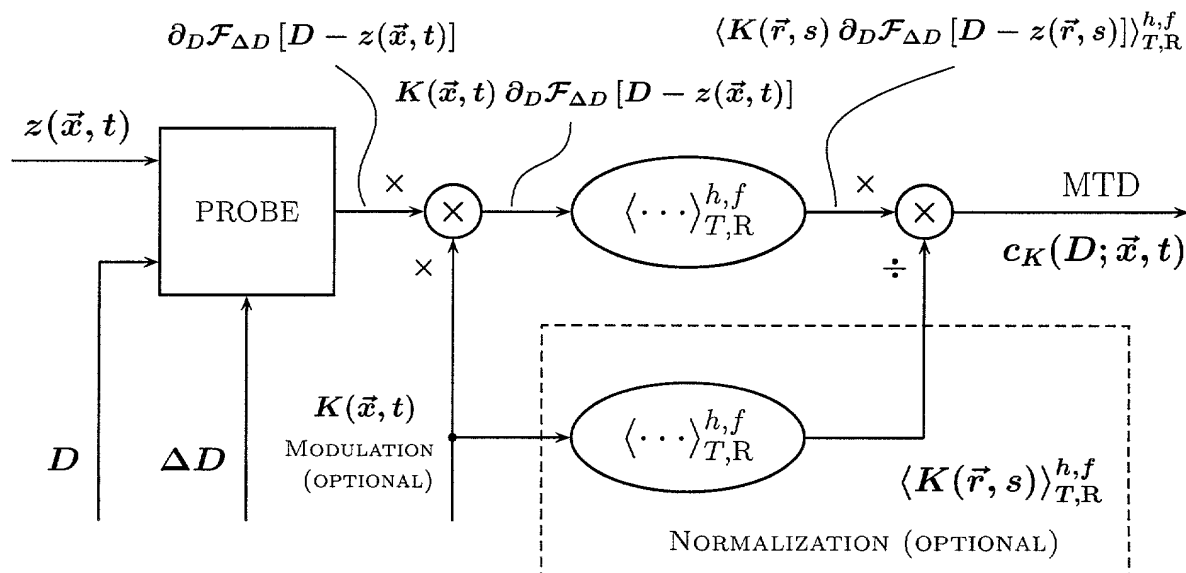 ∂_D ℱ_{ΔD} [D − z(x⃗, t)]
⟨K(r⃗, s) ∂_D ℱ_{ΔD} [D − z(r⃗, s)]⟩^{h,f}_{T,R}
K(x⃗, t) ∂_D ℱ_{ΔD} [D − z(x⃗, t)]
z(x⃗, t)
PROBE
×
×
⟨···⟩^{h,f}_{T,R}
×
×
MTD
×
÷
c_K(D; x⃗, t)
K(x⃗, t)
MODULATION
(OPTIONAL)
D
ΔD
⟨···⟩^{h,f}_{T,R}
⟨K(r⃗, s)⟩^{h,f}_{T,R}
NORMALIZATION (OPTIONAL)